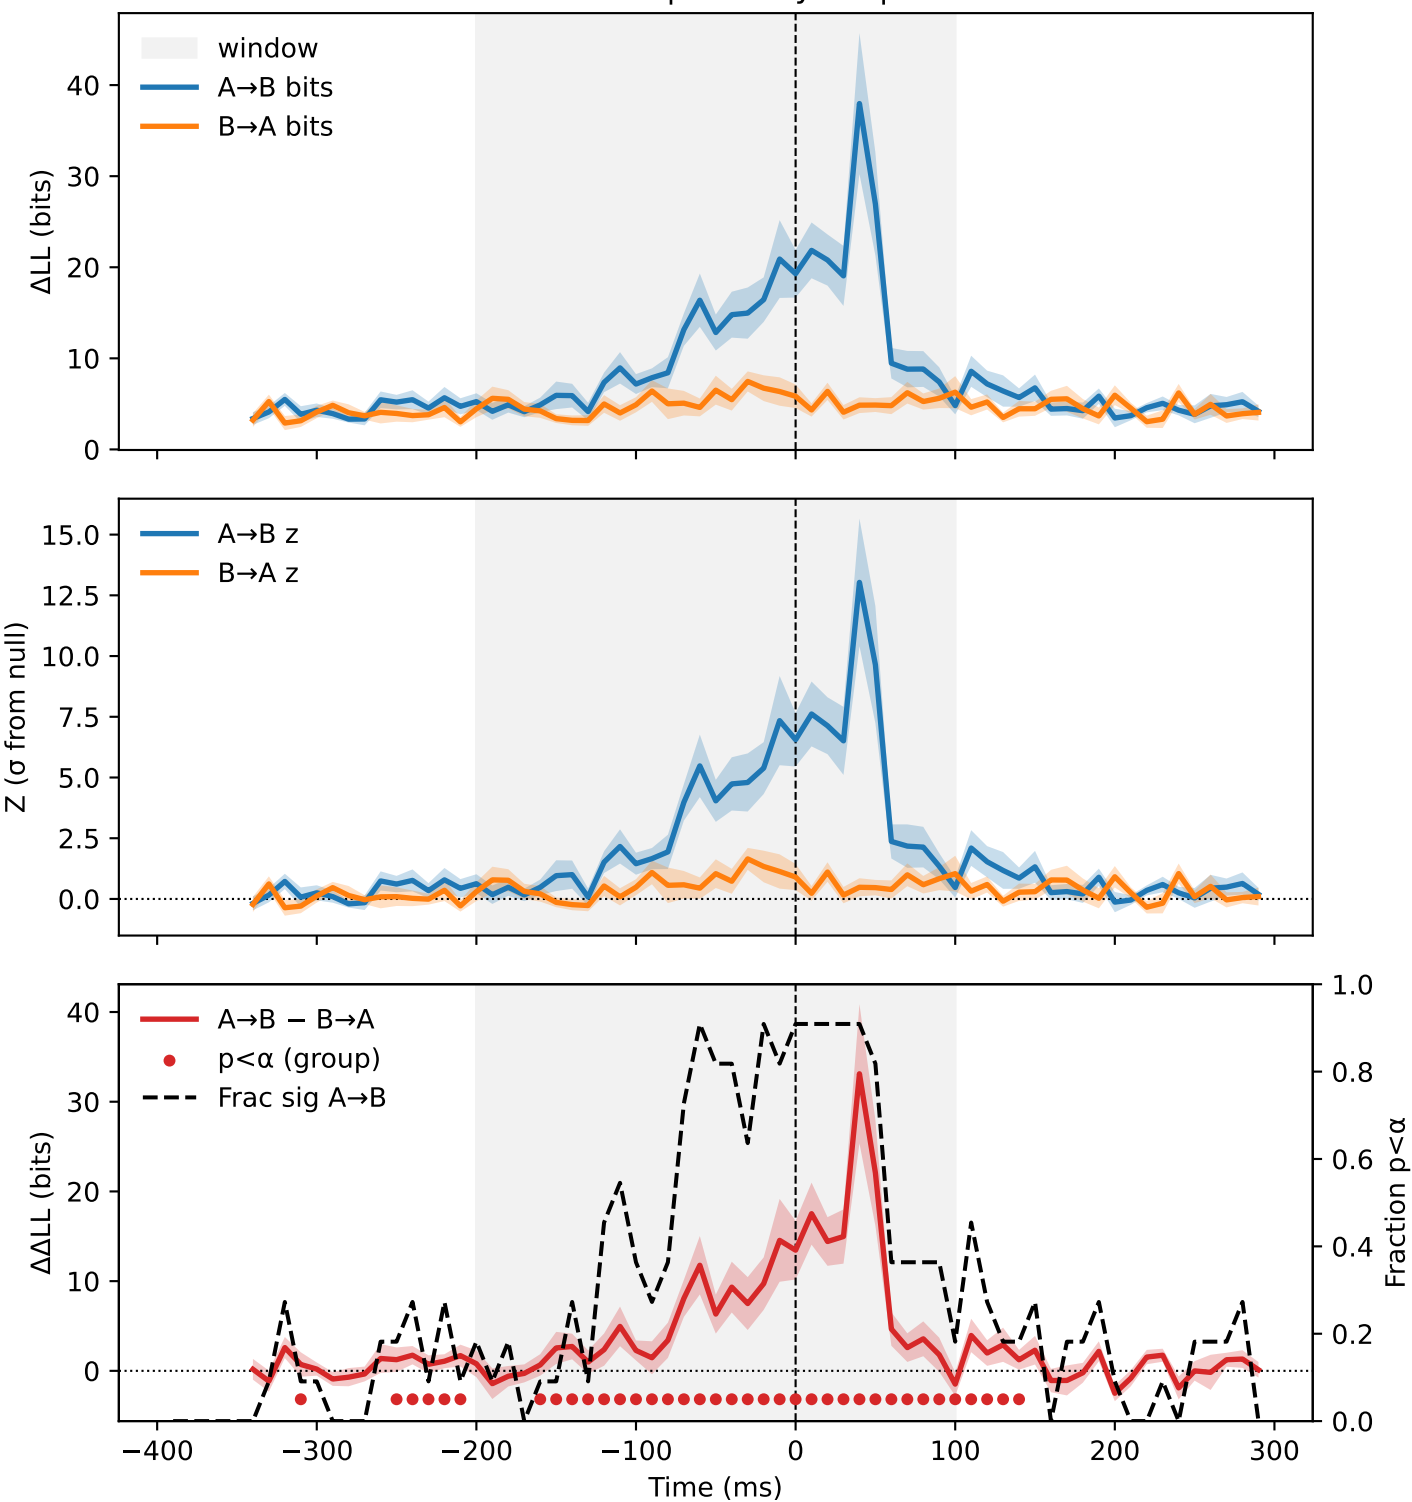 window
A→B bits
B→A bits
ΔLL (bits)
40
30
20
10
0
A→B z
B→A z
Z (σ from null)
15.0
12.5
10.0
7.5
5.0
2.5
0.0
A→B − B→A
p<α (group)
Frac sig A→B
ΔΔLL (bits)
40
30
20
10
0
1.0
0.8
0.6
0.4
0.2
0.0
Fraction p<α
−400 −300 −200 −100 0 100 200 300
Time (ms)